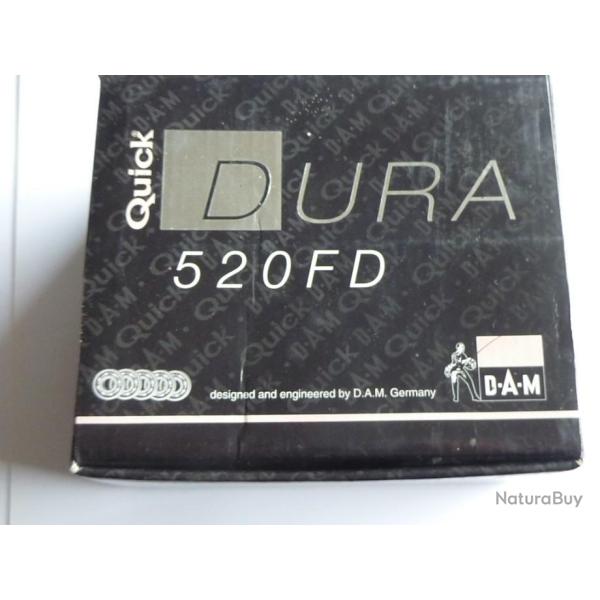 Quick
DURA
520FD
designed and engineered by D.A.M. Germany
D·A·M
NaturaBuy